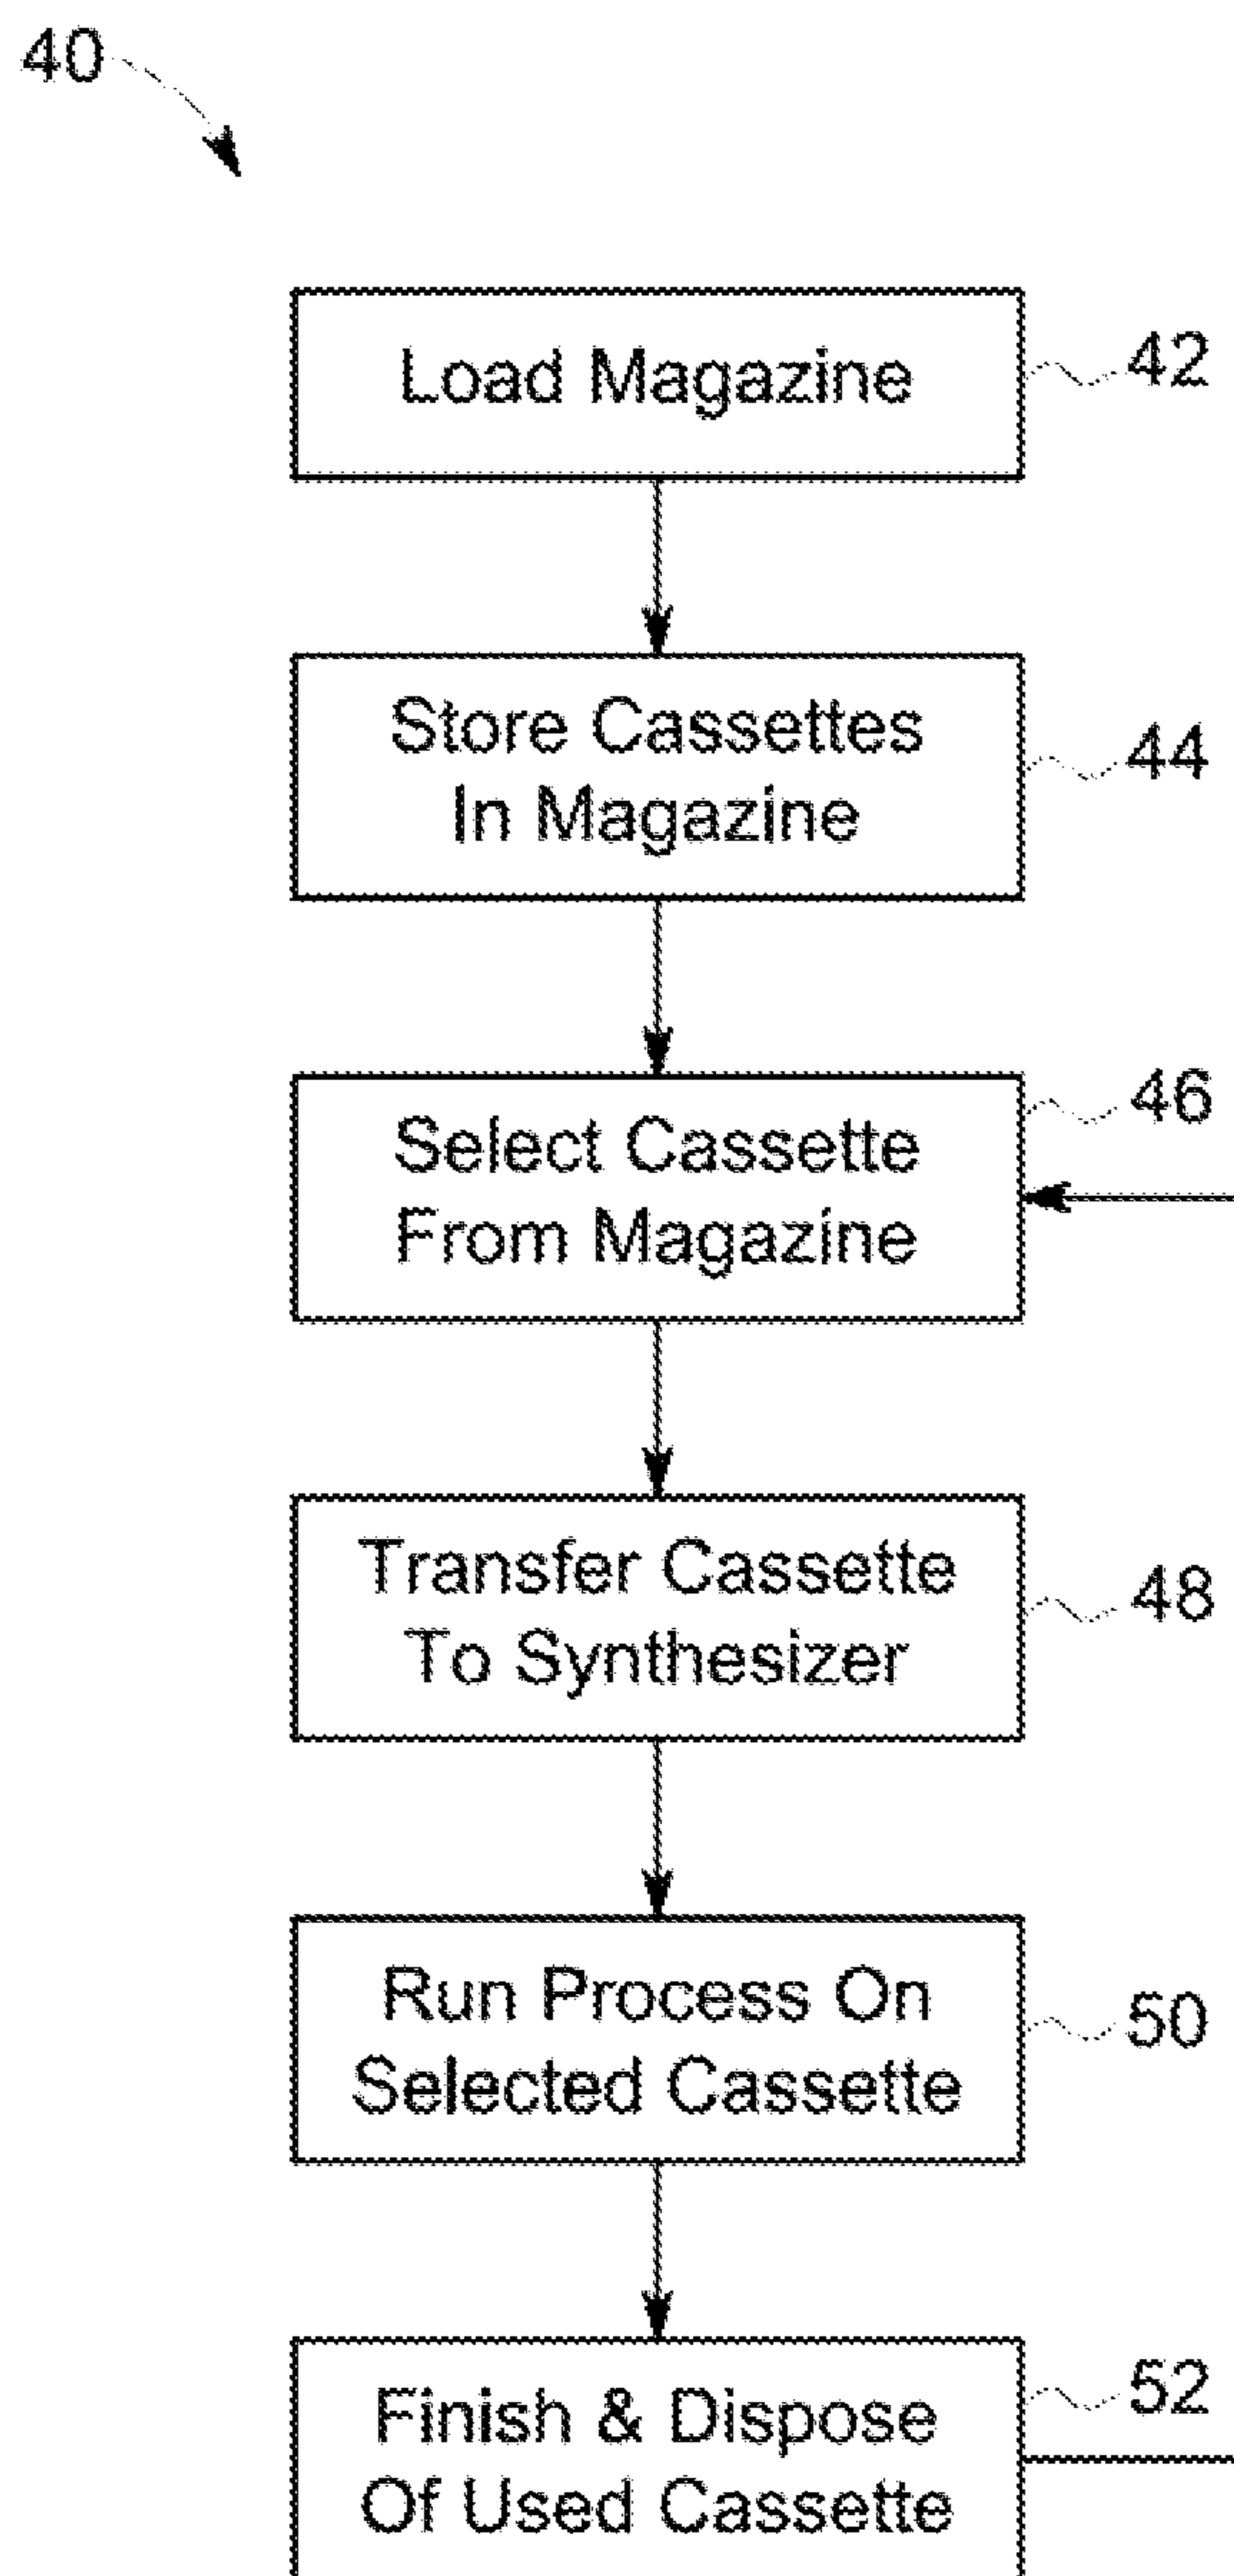 40
Load Magazine
42
Store Cassettes
In Magazine
44
Select Cassette
From Magazine
46
Transfer Cassette
To Synthesizer
48
Run Process On
Selected Cassette
50
Finish & Dispose
Of Used Cassette
52